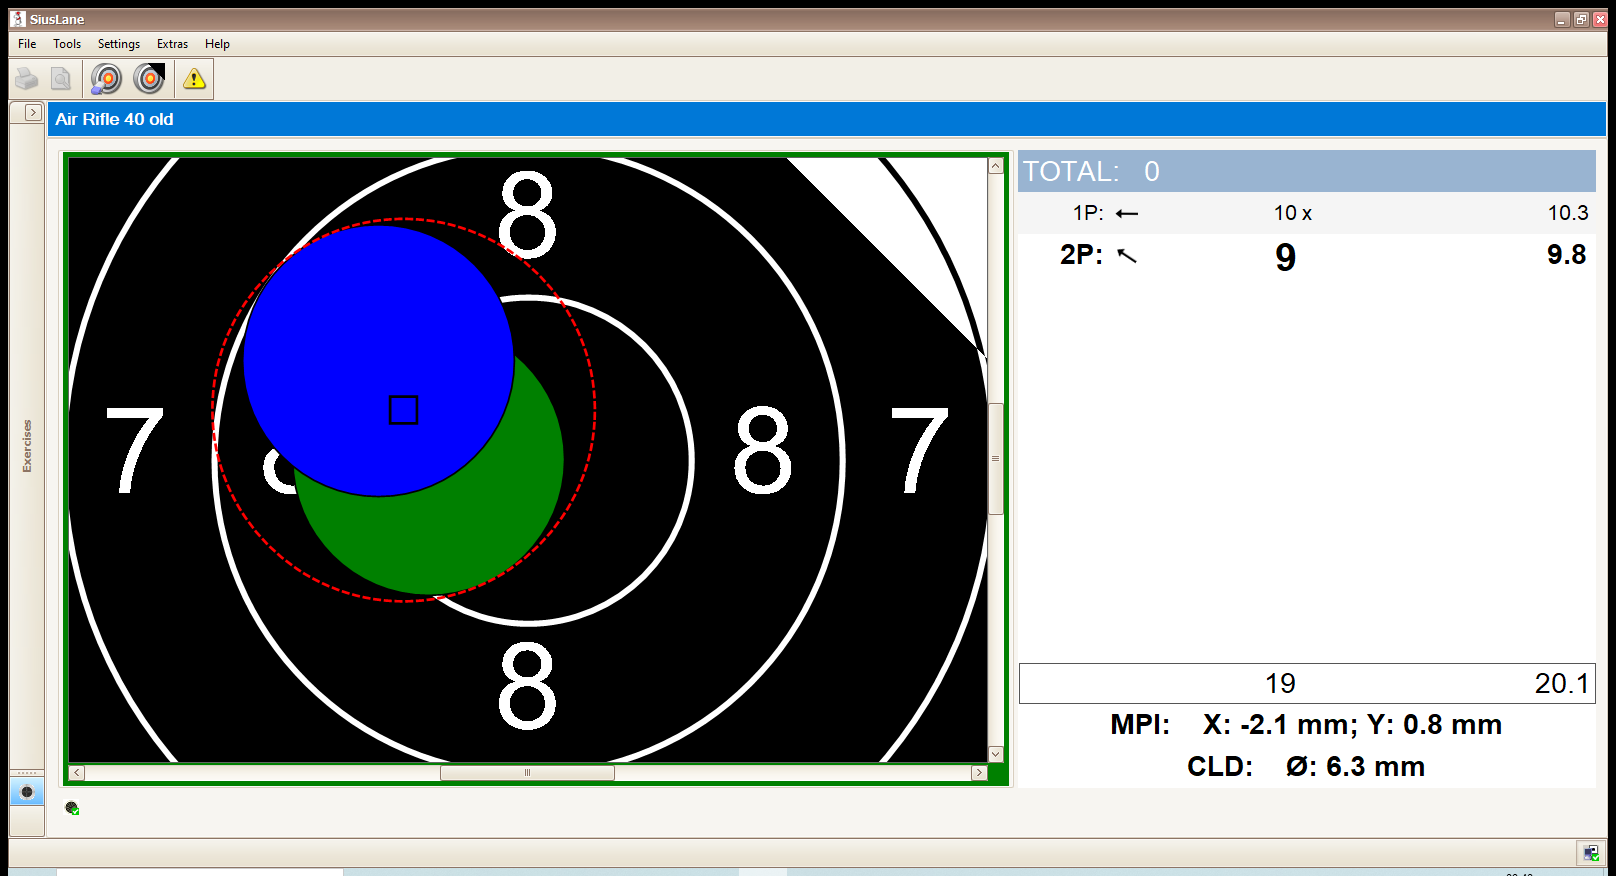 SiusLane
File Tools Settings Extras Help
Air Rifle 40 old
Exercises
8
7 8 7
8
TOTAL: 0
1P: ← 10 x 10.3
2P: ↖ 9 9.8
19 20.1
MPI: X: -2.1 mm; Y: 0.8 mm
CLD: Ø: 6.3 mm